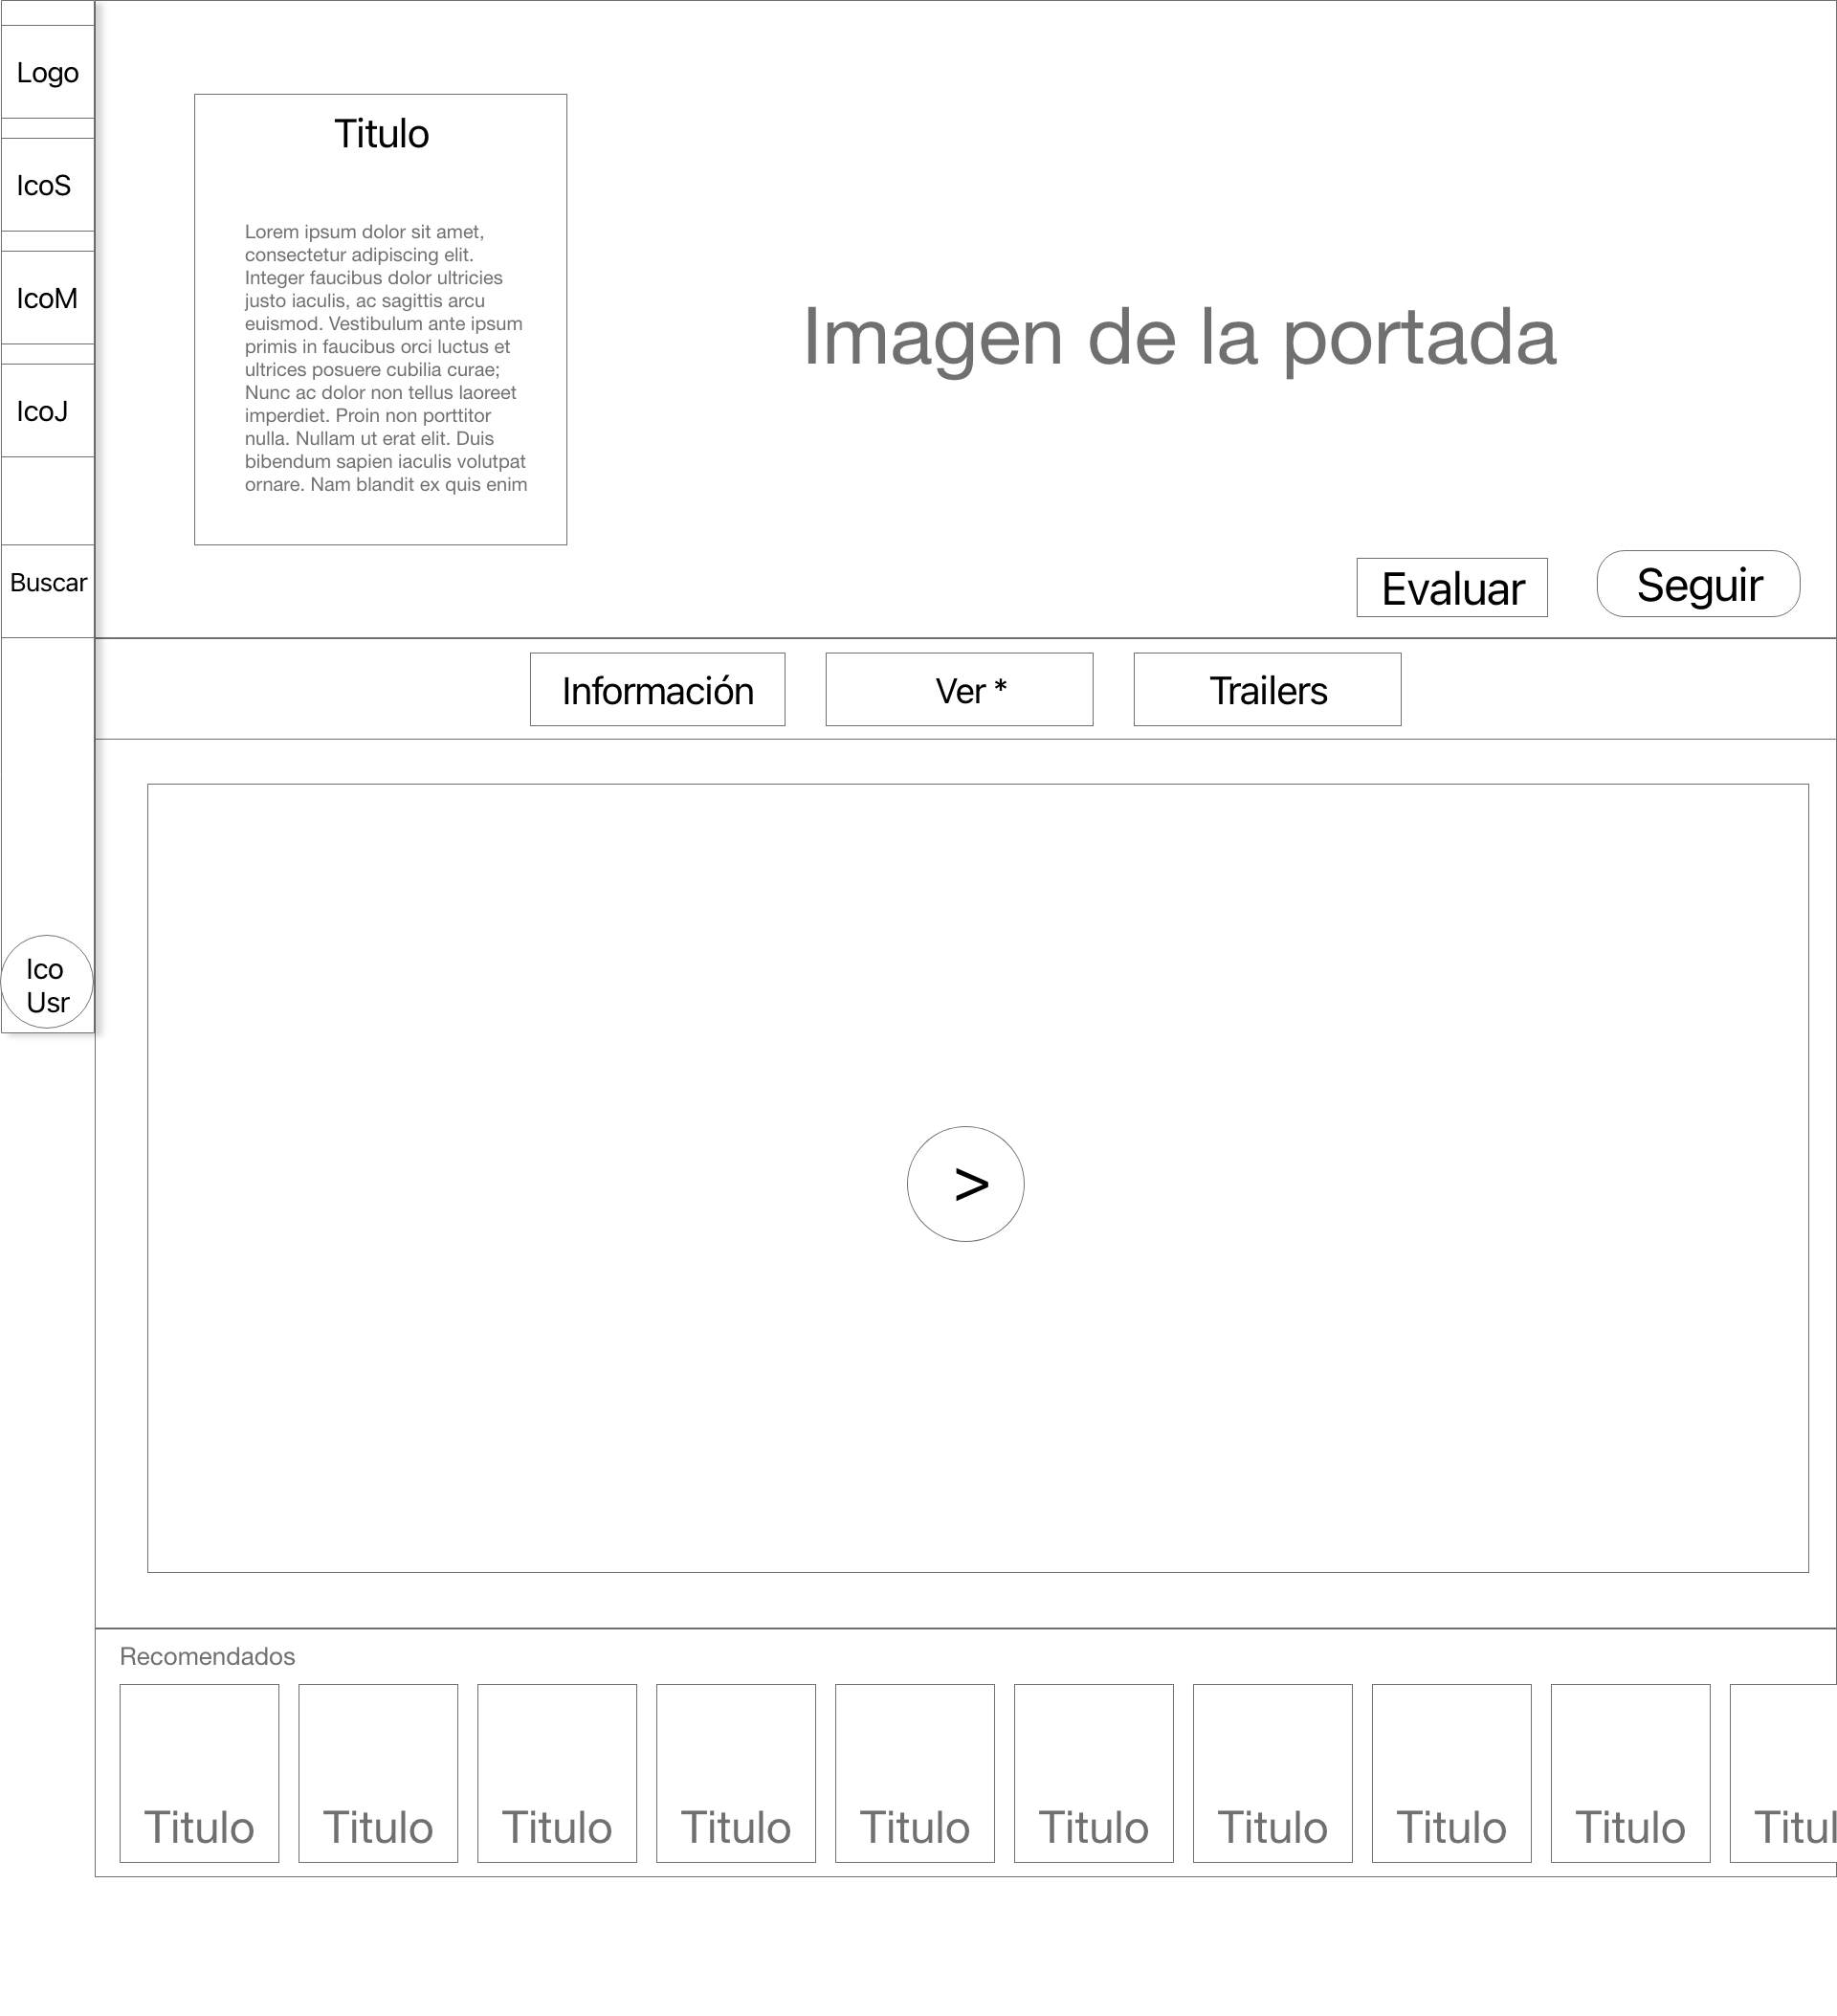 Logo
IcoS
IcoM
IcoJ
Buscar
Ico
Usr
Titulo
Lorem ipsum dolor sit amet,
consectetur adipiscing elit.
Integer faucibus dolor ultricies
justo iaculis, ac sagittis arcu
euismod. Vestibulum ante ipsum
primis in faucibus orci luctus et
ultrices posuere cubilia curae;
Nunc ac dolor non tellus laoreet
imperdiet. Proin non porttitor
nulla. Nullam ut erat elit. Duis
bibendum sapien iaculis volutpat
ornare. Nam blandit ex quis enim
Imagen de la portada
Evaluar Seguir
Información Ver * Trailers
>
Recomendados
Titulo Titulo Titulo Titulo Titulo Titulo Titulo Titulo Titulo Titul